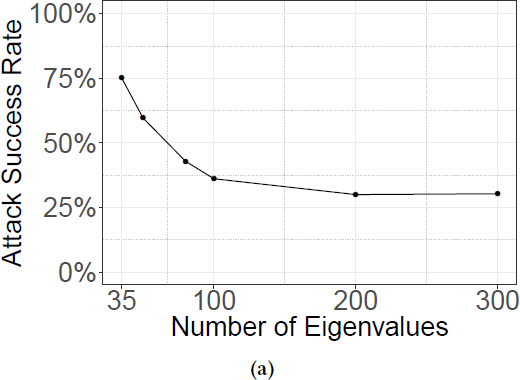 100%
75%
50%
25%
0%
Attack Success Rate
35 100 200 300
Number of Eigenvalues
(a)